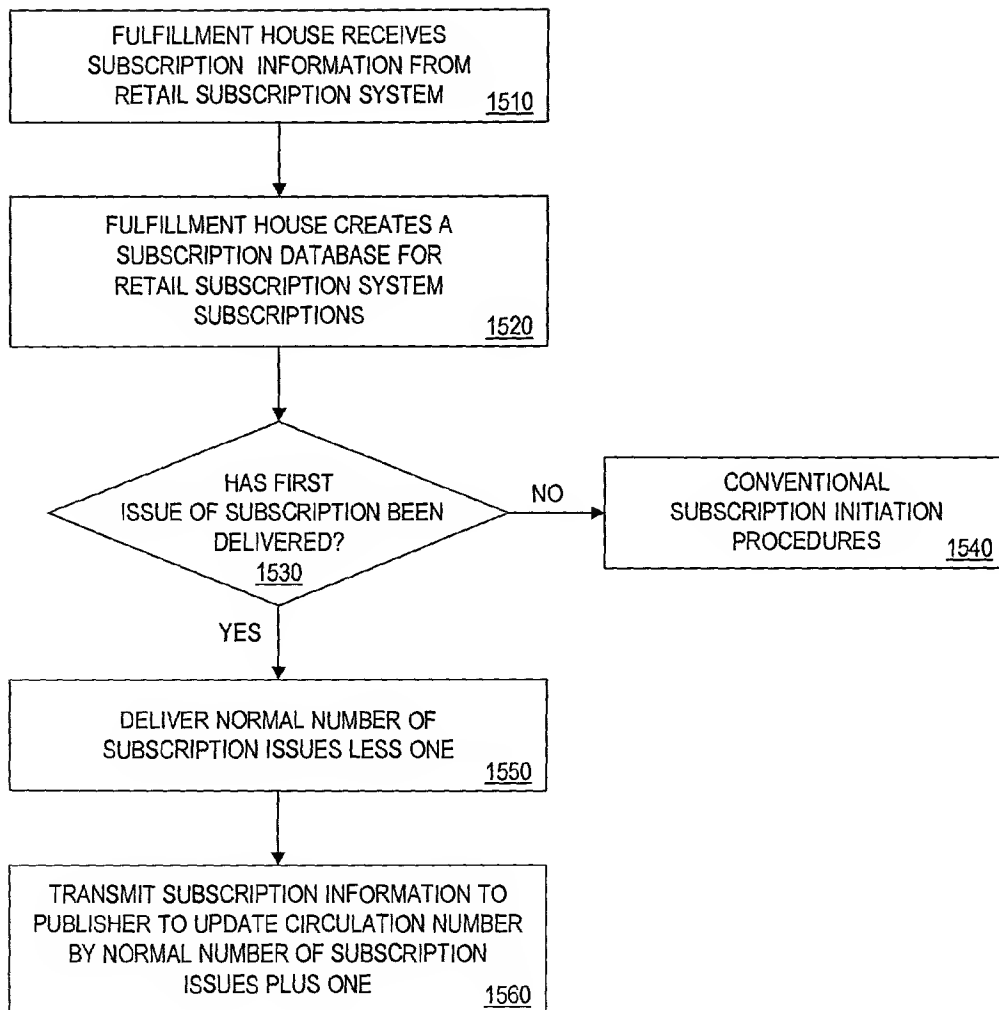 FULFILLMENT HOUSE RECEIVES
SUBSCRIPTION INFORMATION FROM
RETAIL SUBSCRIPTION SYSTEM
1510
FULFILLMENT HOUSE CREATES A
SUBSCRIPTION DATABASE FOR
RETAIL SUBSCRIPTION SYSTEM
SUBSCRIPTIONS
1520
HAS FIRST
ISSUE OF SUBSCRIPTION BEEN
DELIVERED?
1530
NO
CONVENTIONAL
SUBSCRIPTION INITIATION
PROCEDURES
1540
YES
DELIVER NORMAL NUMBER OF
SUBSCRIPTION ISSUES LESS ONE
1550
TRANSMIT SUBSCRIPTION INFORMATION TO
PUBLISHER TO UPDATE CIRCULATION NUMBER
BY NORMAL NUMBER OF SUBSCRIPTION
ISSUES PLUS ONE
1560